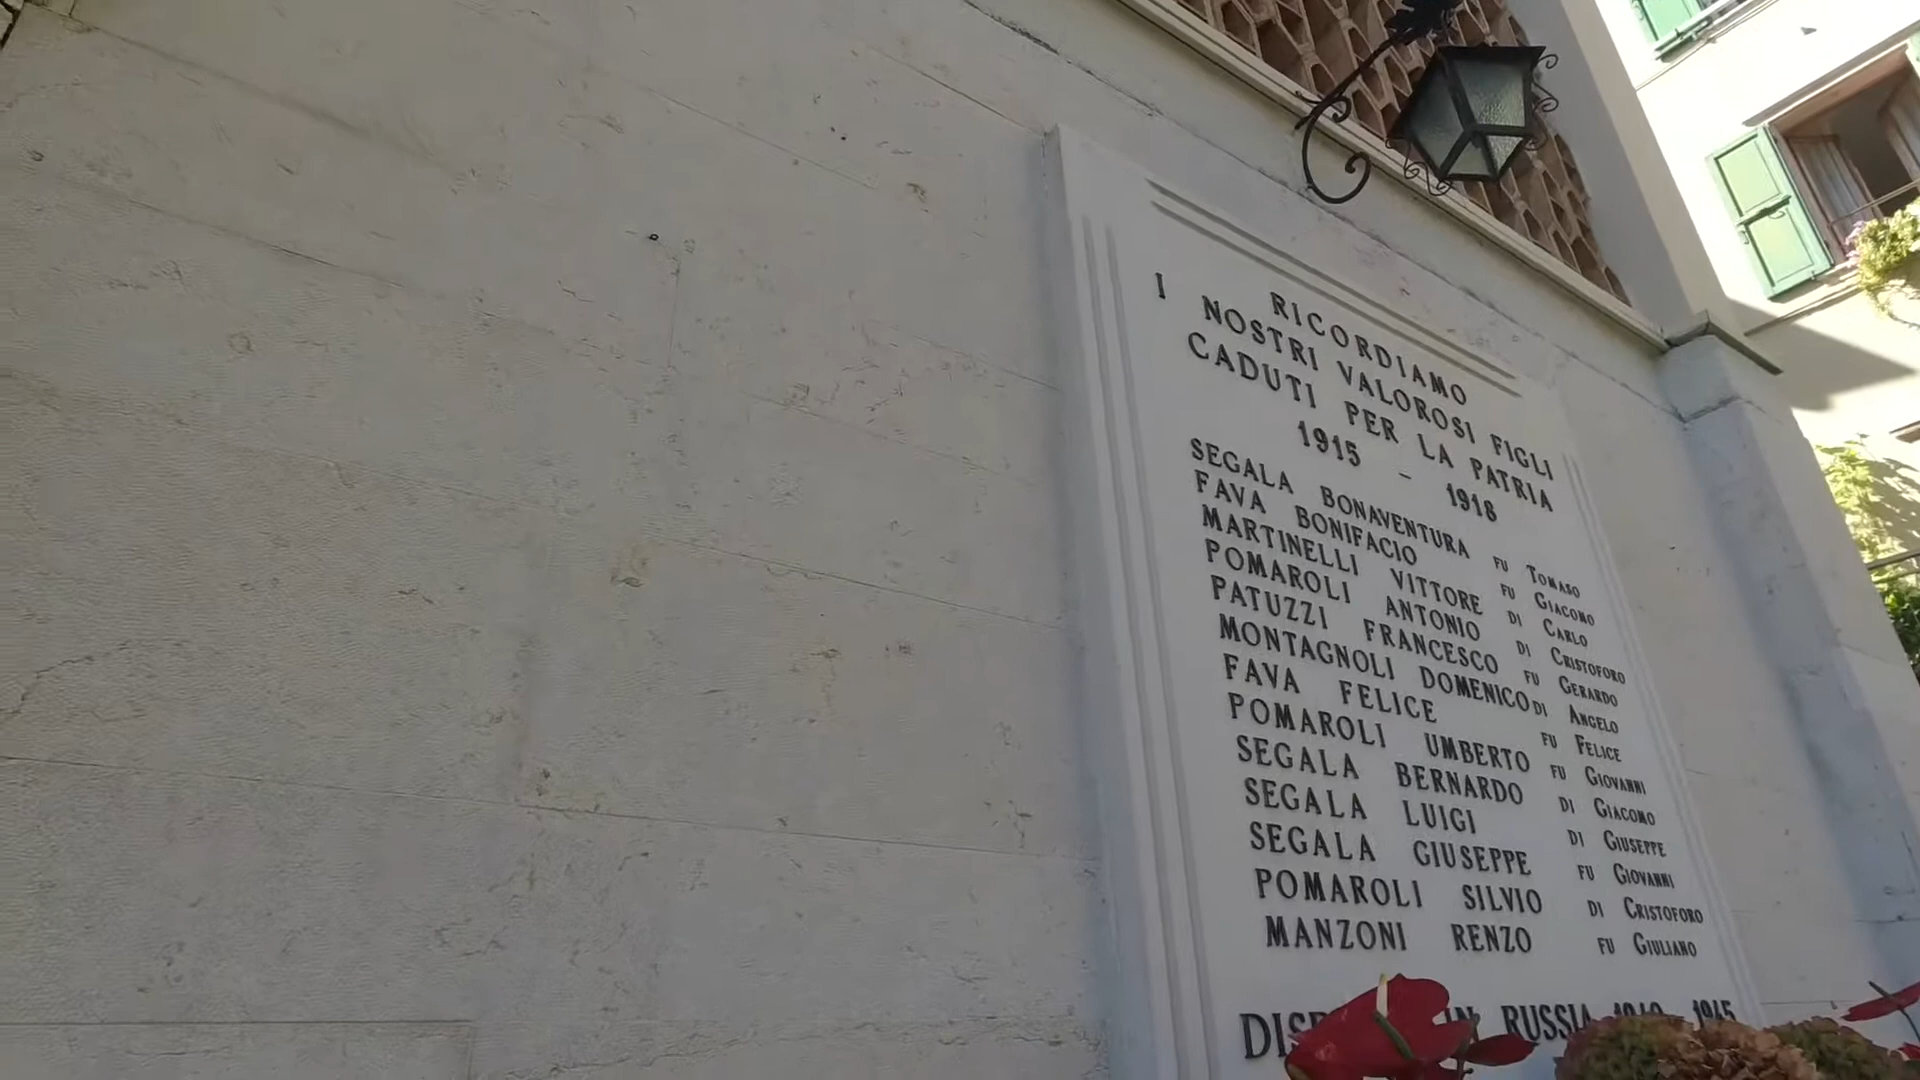 RICORDIAMO
I NOSTRI VALOROSI FIGLI
CADUTI PER LA PATRIA
1915 - 1918
SEGALA BONAVENTURA FU TOMASO
FAVA BONIFACIO FU GIACOMO
MARTINELLI VITTORE DI CARLO
POMAROLI ANTONIO DI CRISTOFORO
PATUZZI FRANCESCO FU GERARDO
MONTAGNOLI DOMENICO DI ANGELO
FAVA FELICE FU FELICE
POMAROLI UMBERTO FU GIOVANNI
SEGALA BERNARDO DI GIACOMO
SEGALA LUIGI DI GIUSEPPE
SEGALA GIUSEPPE FU GIOVANNI
POMAROLI SILVIO DI CRISTOFORO
MANZONI RENZO FU GIULIANO
IN RUSSIA 1945